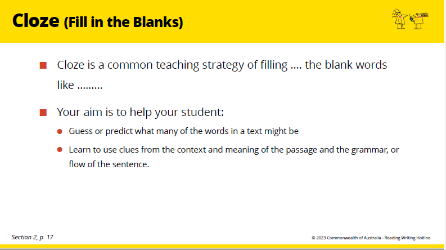 Cloze (Fill in the Blanks)
Cloze is a common teaching strategy of filling .... the blank words
like .........
Your aim is to help your student:
Guess or predict what many of the words in a text might be
Learn to use clues from the context and meaning of the passage and the grammar, or
flow of the sentence.
Section 2, p. 17
© 2023 Commonwealth of Australia - Reading Writing Hotline